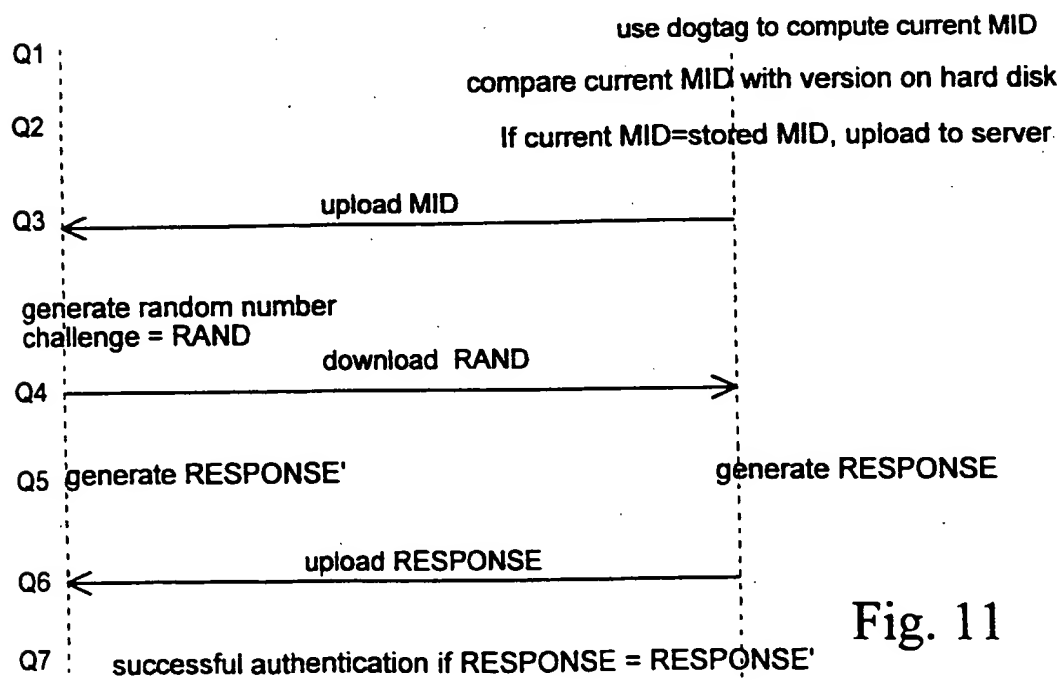 use dogtag to compute current MID
Q1
compare current MID with version on hard disk
Q2
If current MID=stored MID, upload to server
upload MID
Q3
generate random number
challenge = RAND
download RAND
Q4
Q5 generate RESPONSE' generate RESPONSE
upload RESPONSE
Q6
Fig. 11
Q7 successful authentication if RESPONSE = RESPONSE'